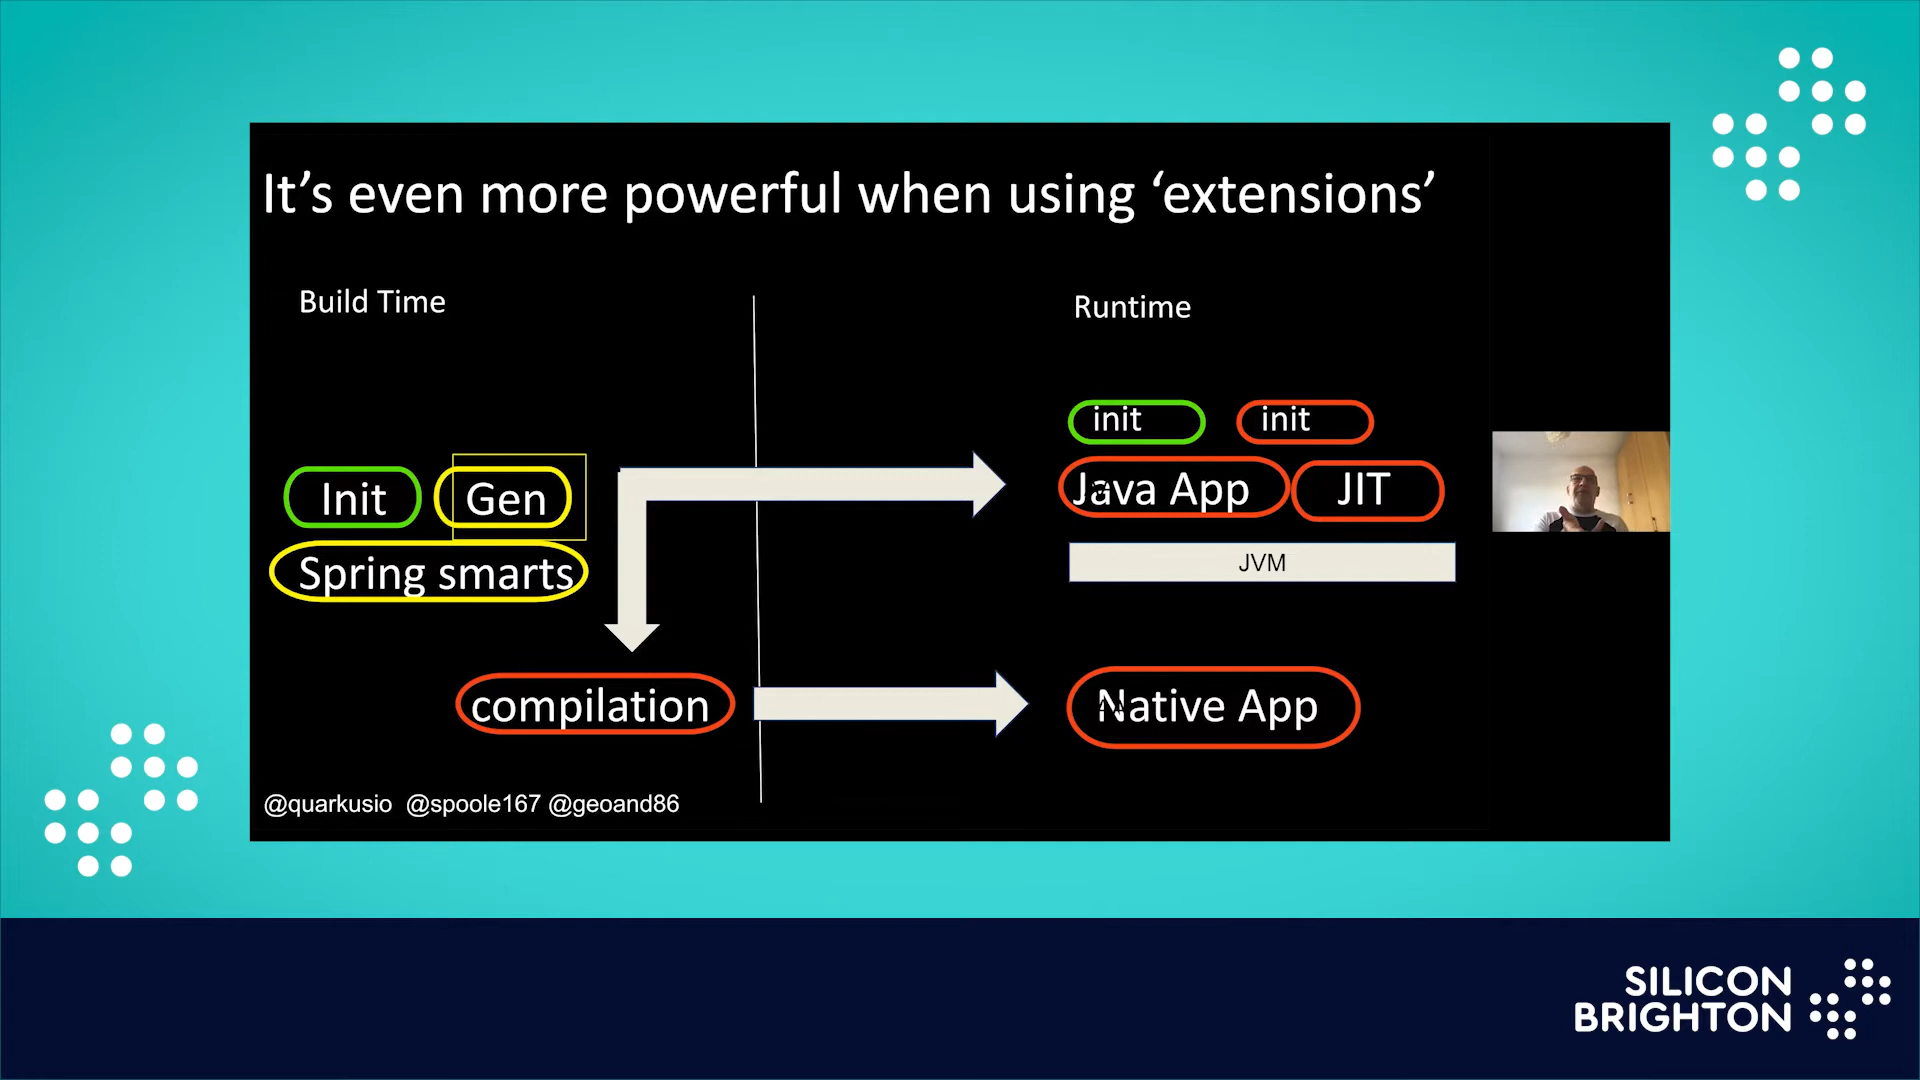 It’s even more powerful when using ‘extensions’
Build Time
Runtime
init
init
Init
Gen
Java App
JIT
Spring smarts
JVM
compilation
Native App
@quarkusio @spoole167 @geoand86
SILICON
BRIGHTON